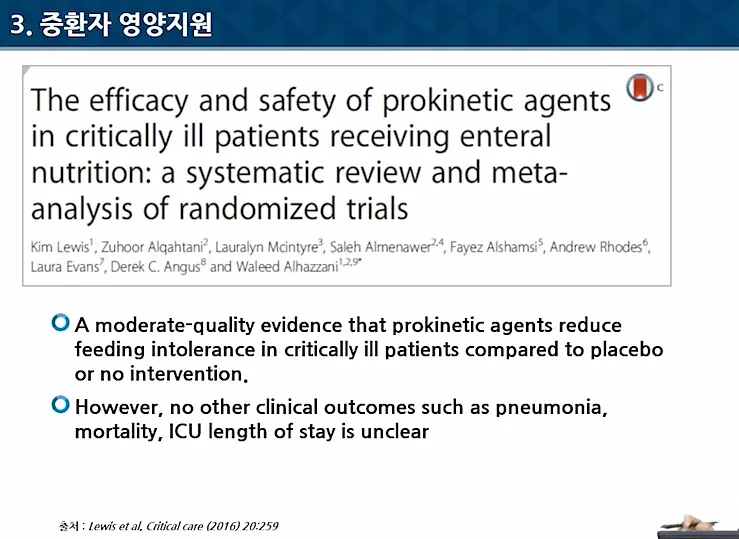 3. 중환자 영양지원
The efficacy and safety of prokinetic agents
in critically ill patients receiving enteral
nutrition: a systematic review and meta-
analysis of randomized trials
C
Kim Lewis¹, Zuhoor Alqahtani², Lauralyn Mcintyre³, Saleh Almenawer²,⁴, Fayez Alshamsi⁵, Andrew Rhodes⁶,
Laura Evans⁷, Derek C. Angus⁸ and Waleed Alhazzani¹,²,⁹*
A moderate-quality evidence that prokinetic agents reduce
feeding intolerance in critically ill patients compared to placebo
or no intervention.
However, no other clinical outcomes such as pneumonia,
mortality, ICU length of stay is unclear
출처 : Lewis et al. Critical care (2016) 20:259